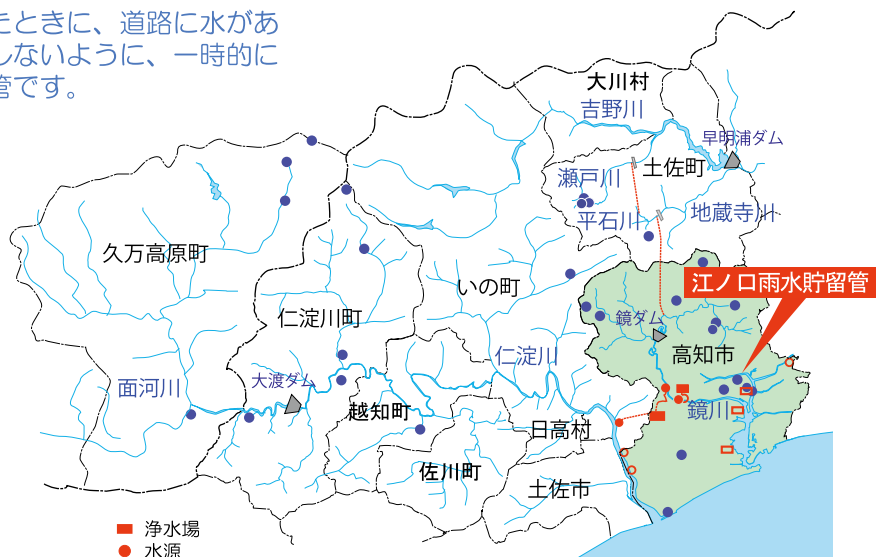 たときに、道路に水があ
しないように、一時的に
管です。
大川村
吉野川
早明浦ダム
土佐町
瀬戸川
平石川
地蔵寺川
久万高原町
いの町
江ノ口雨水貯留管
仁淀川町
鏡ダム
高知市
仁淀川
面河川
大渡ダム
越知町
鏡川
日高村
佐川町
土佐市
浄水場
水源